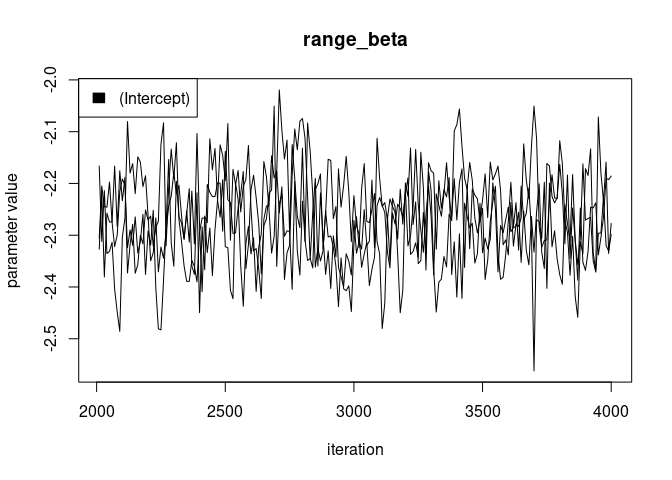 range_beta
(Intercept)
parameter value
-2.0
-2.1
-2.2
-2.3
-2.4
-2.5
2000 2500 3000 3500 4000
iteration